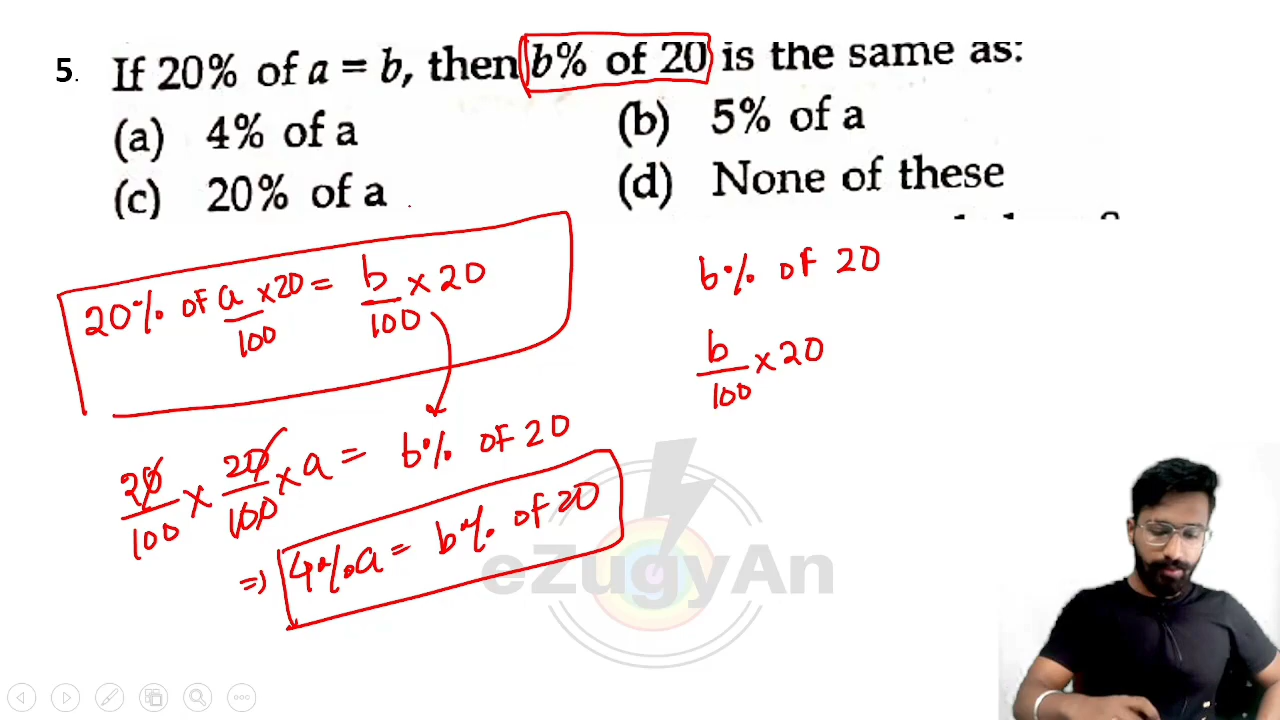 5. If 20% of a = b, then b% of 20 is the same as:
(a) 4% of a (b) 5% of a
(c) 20% of a (d) None of these
20% of a/100 × 20 = b/100 × 20
b% of 20
b/100 × 20
20/100 × 20/100 × a = b% of 20
⇒ 4% a = b% of 20
eZugyAn